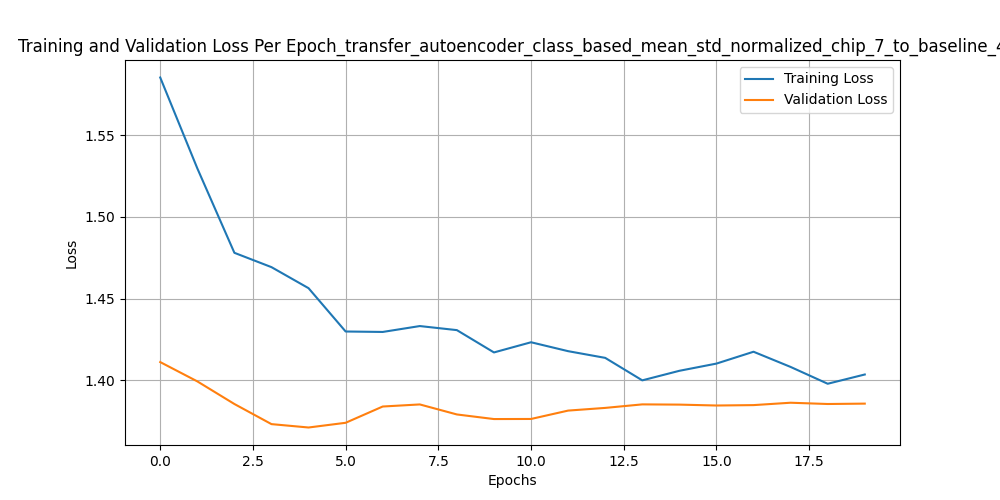 Training and Validation Loss Per Epoch_transfer_autoencoder_class_based_mean_std_normalized_chip_7_to_baseline_4
Training Loss
Validation Loss
1.55
1.50
1.45
1.40
Loss
0.0 2.5 5.0 7.5 10.0 12.5 15.0 17.5
Epochs